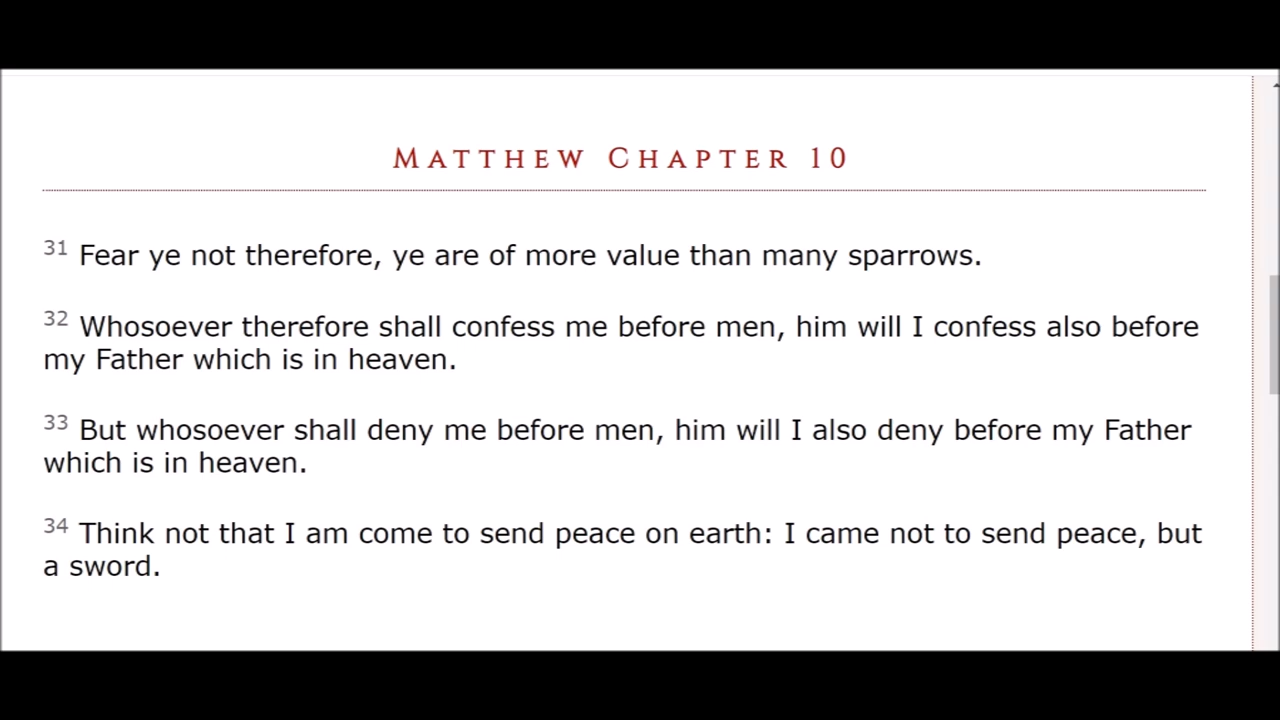 Matthew Chapter 10
31 Fear ye not therefore, ye are of more value than many sparrows.
32 Whosoever therefore shall confess me before men, him will I confess also before
my Father which is in heaven.
33 But whosoever shall deny me before men, him will I also deny before my Father
which is in heaven.
34 Think not that I am come to send peace on earth: I came not to send peace, but
a sword.